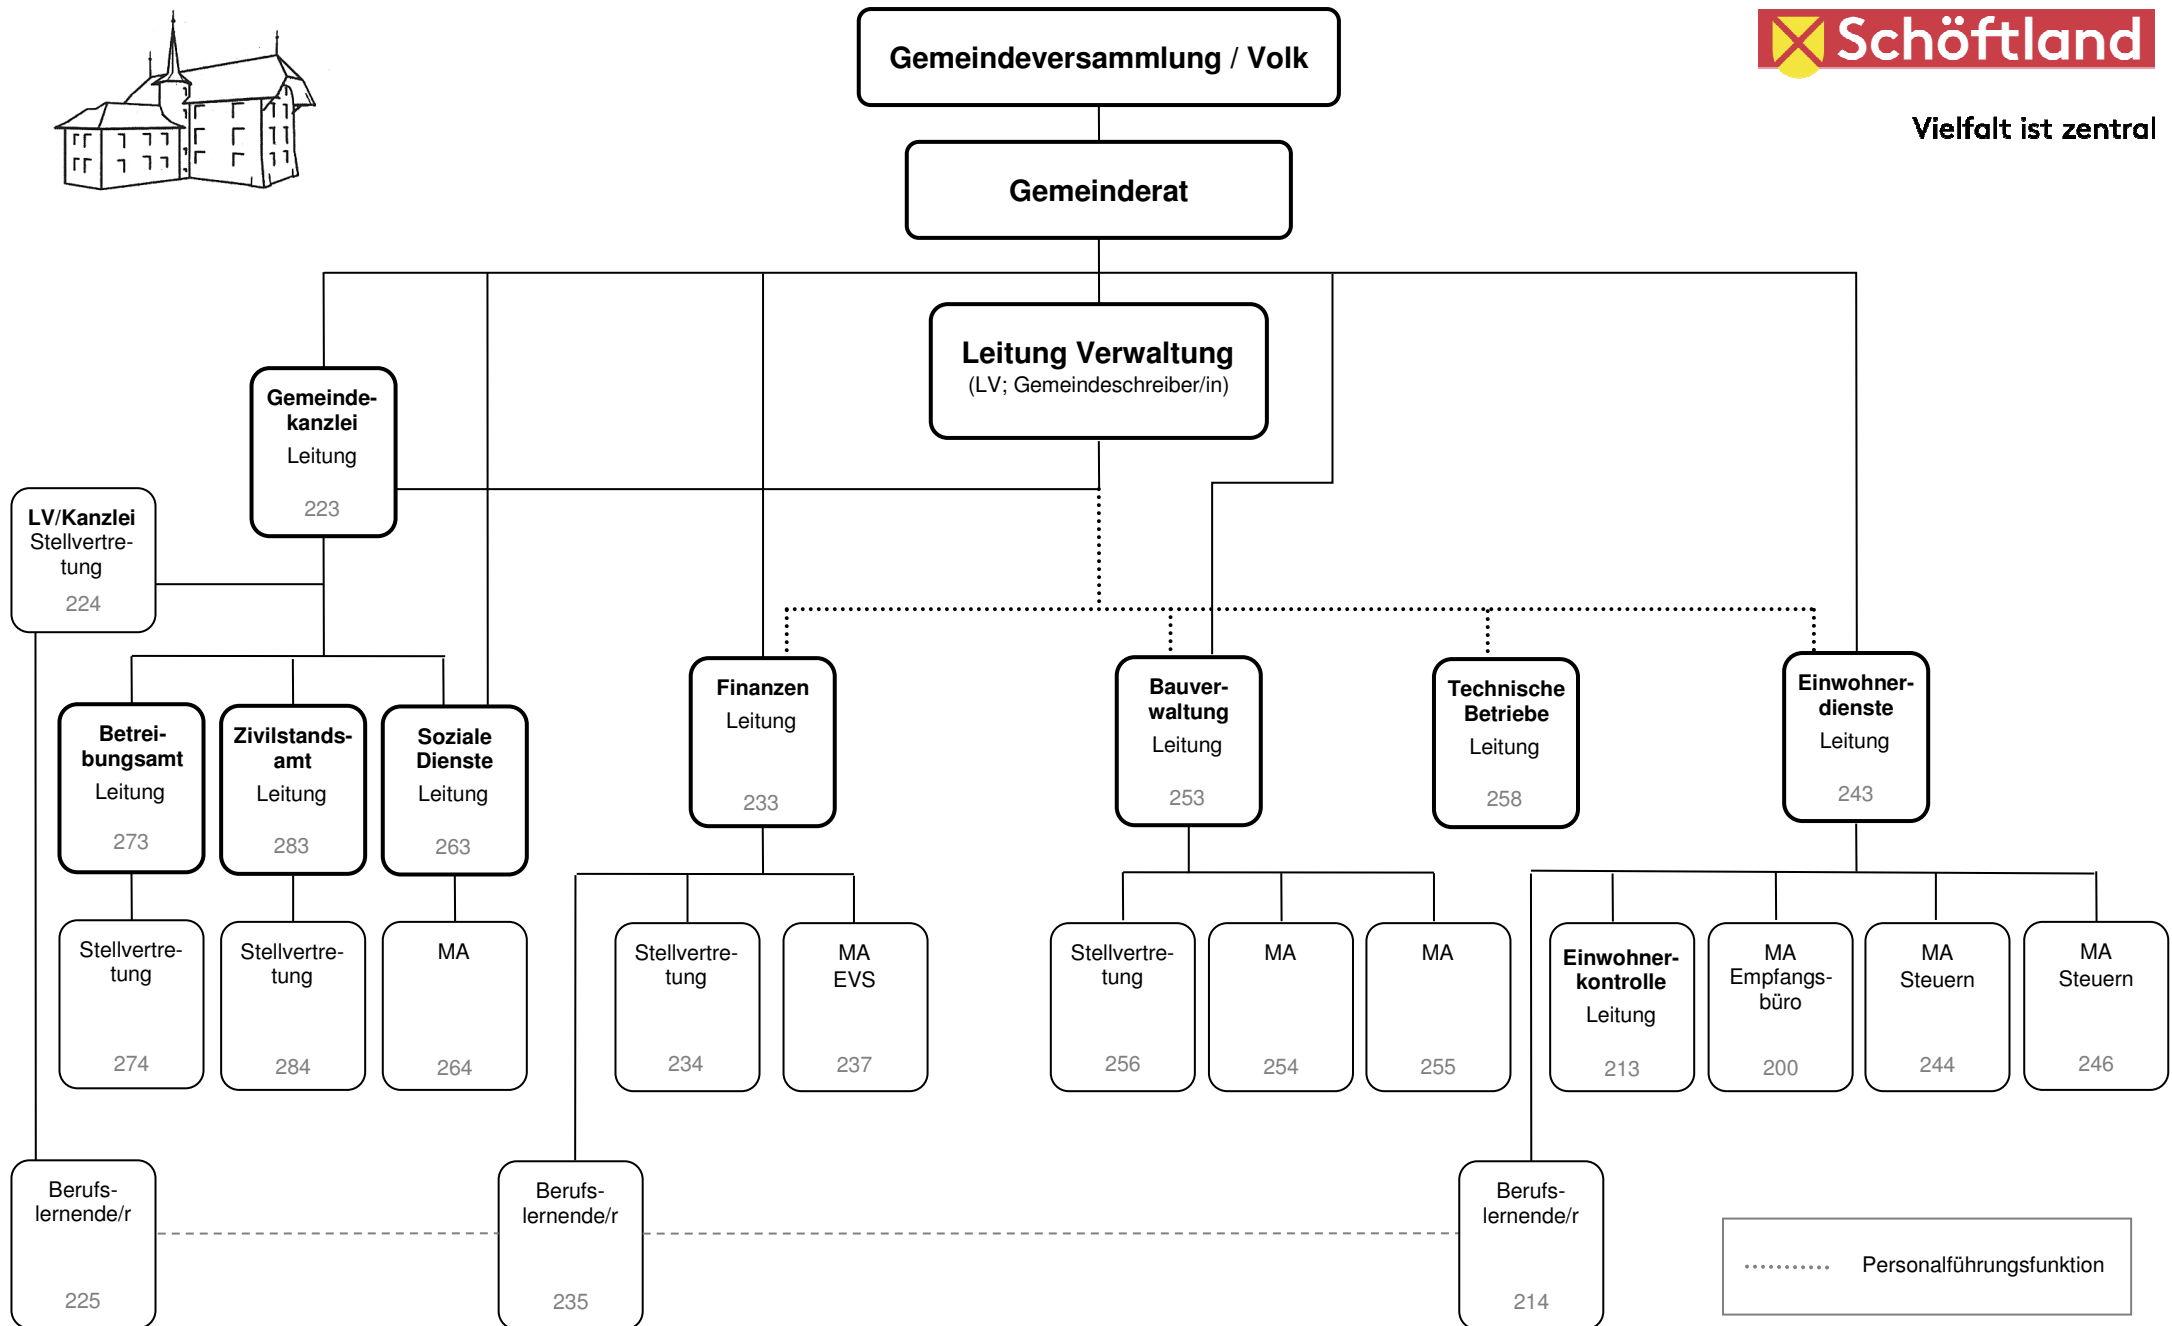 Gemeindeversammlung / Volk
Schöftland
Vielfalt ist zentral
Gemeinderat
Leitung Verwaltung
(LV; Gemeindeschreiber/in)
Gemeinde-
kanzlei
Leitung
223
LV/Kanzlei
Stellvertre-
tung
224
Betrei-
bungsamt
Leitung
273
Zivilstands-
amt
Leitung
283
Soziale
Dienste
Leitung
263
Finanzen
Leitung
233
Bauver-
waltung
Leitung
253
Technische
Betriebe
Leitung
258
Einwohner-
dienste
Leitung
243
Stellvertre-
tung
274
Stellvertre-
tung
284
MA
264
Stellvertre-
tung
234
MA
EVS
237
Stellvertre-
tung
256
MA
254
MA
255
Einwohner-
kontrolle
Leitung
213
MA
Empfangs-
büro
200
MA
Steuern
244
MA
Steuern
246
Berufs-
lernende/r
225
Berufs-
lernende/r
235
Berufs-
lernende/r
214
Personalführungsfunktion